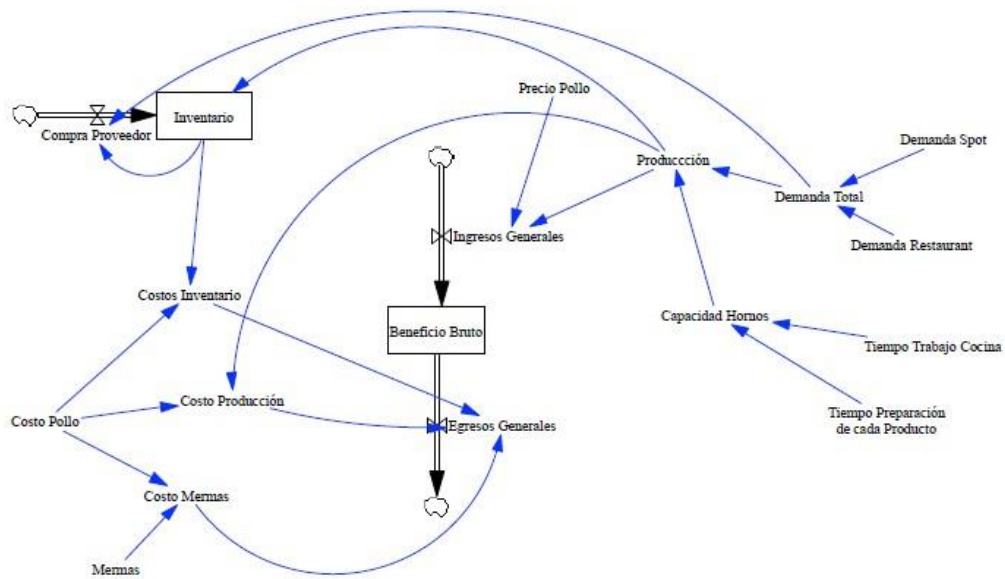 Precio Pollo
Inventario
Compra Proveedor
Demanda Spot
Produccción
Demanda Total
Ingresos Generales
Demanda Restaurant
Costos Inventario
Capacidad Hornos
Beneficio Bruto
Tiempo Trabajo Cocina
Costo Producción
Tiempo Preparación
de cada Producto
Costo Pollo
Egresos Generales
Costo Mermas
Mermas